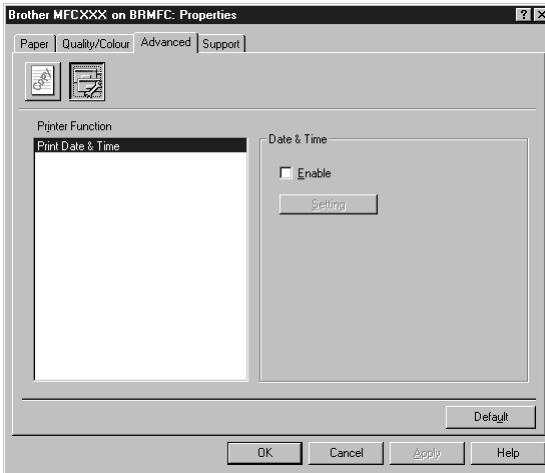 Brother MFCXXX on BRMFC: Properties
Paper Quality/Colour Advanced Support
COPY
Printer Function
Print Date & Time
Date & Time
Enable
Setting
Default
OK Cancel Apply Help